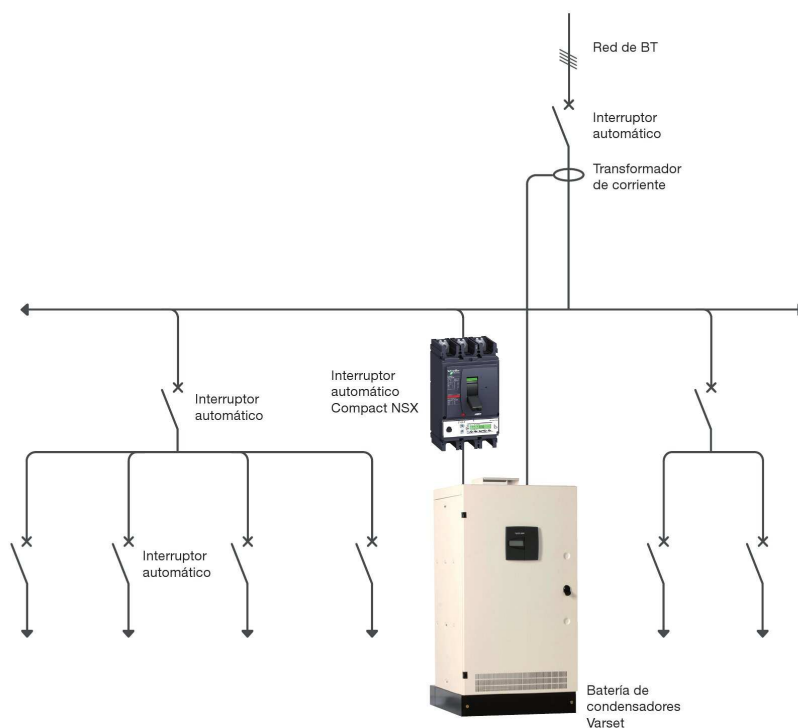 Red de BT
Interruptor
automático
Transformador
de corriente
Interruptor
automático
Interruptor
automático
Compact NSX
Interruptor
automático
Batería de
condensadores
Varset